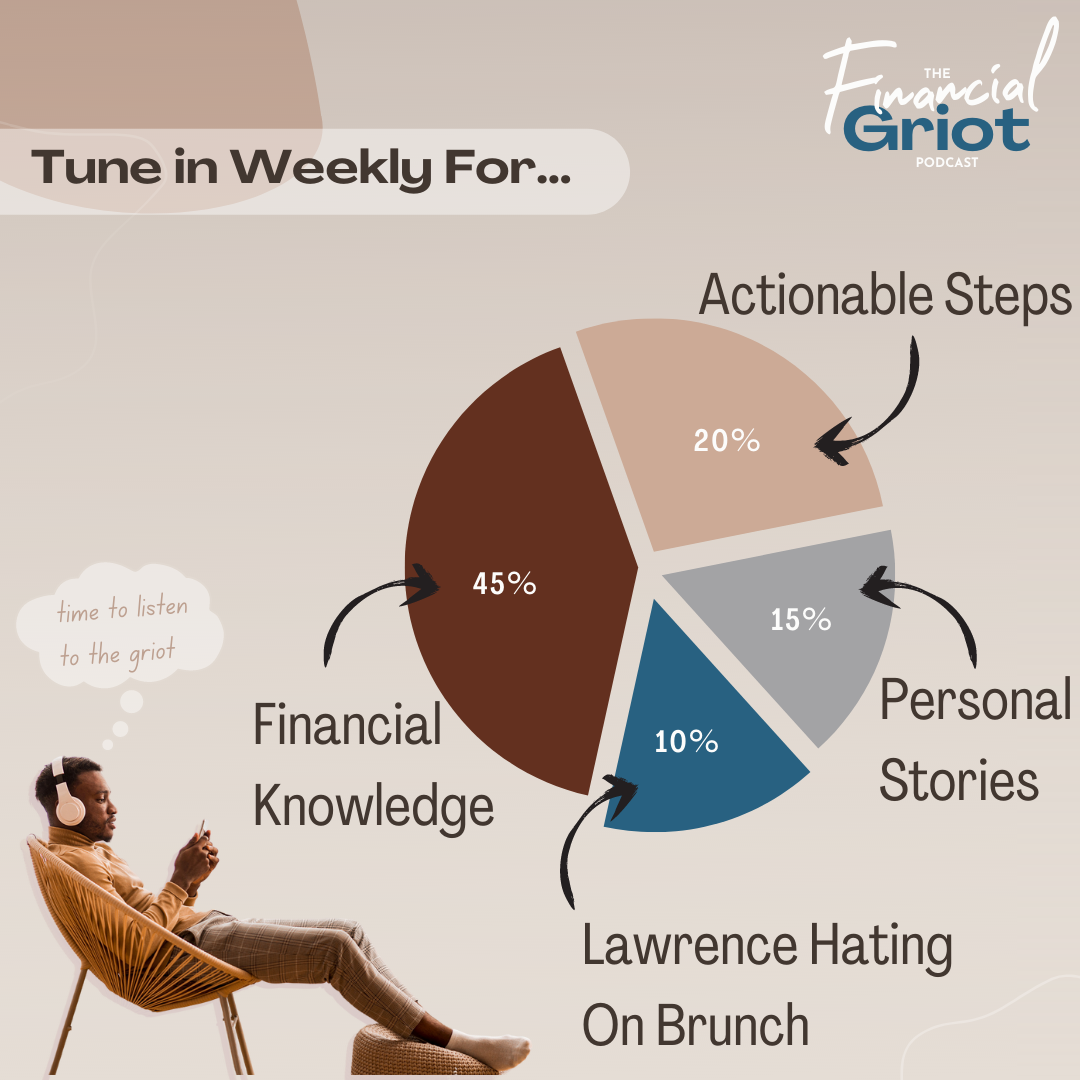 THE
Financial
Griot
PODCAST
Tune in Weekly For...
Actionable Steps
20%
45%
15%
time to listen
to the griot
Personal
Stories
Financial
Knowledge
10%
Lawrence Hating
On Brunch